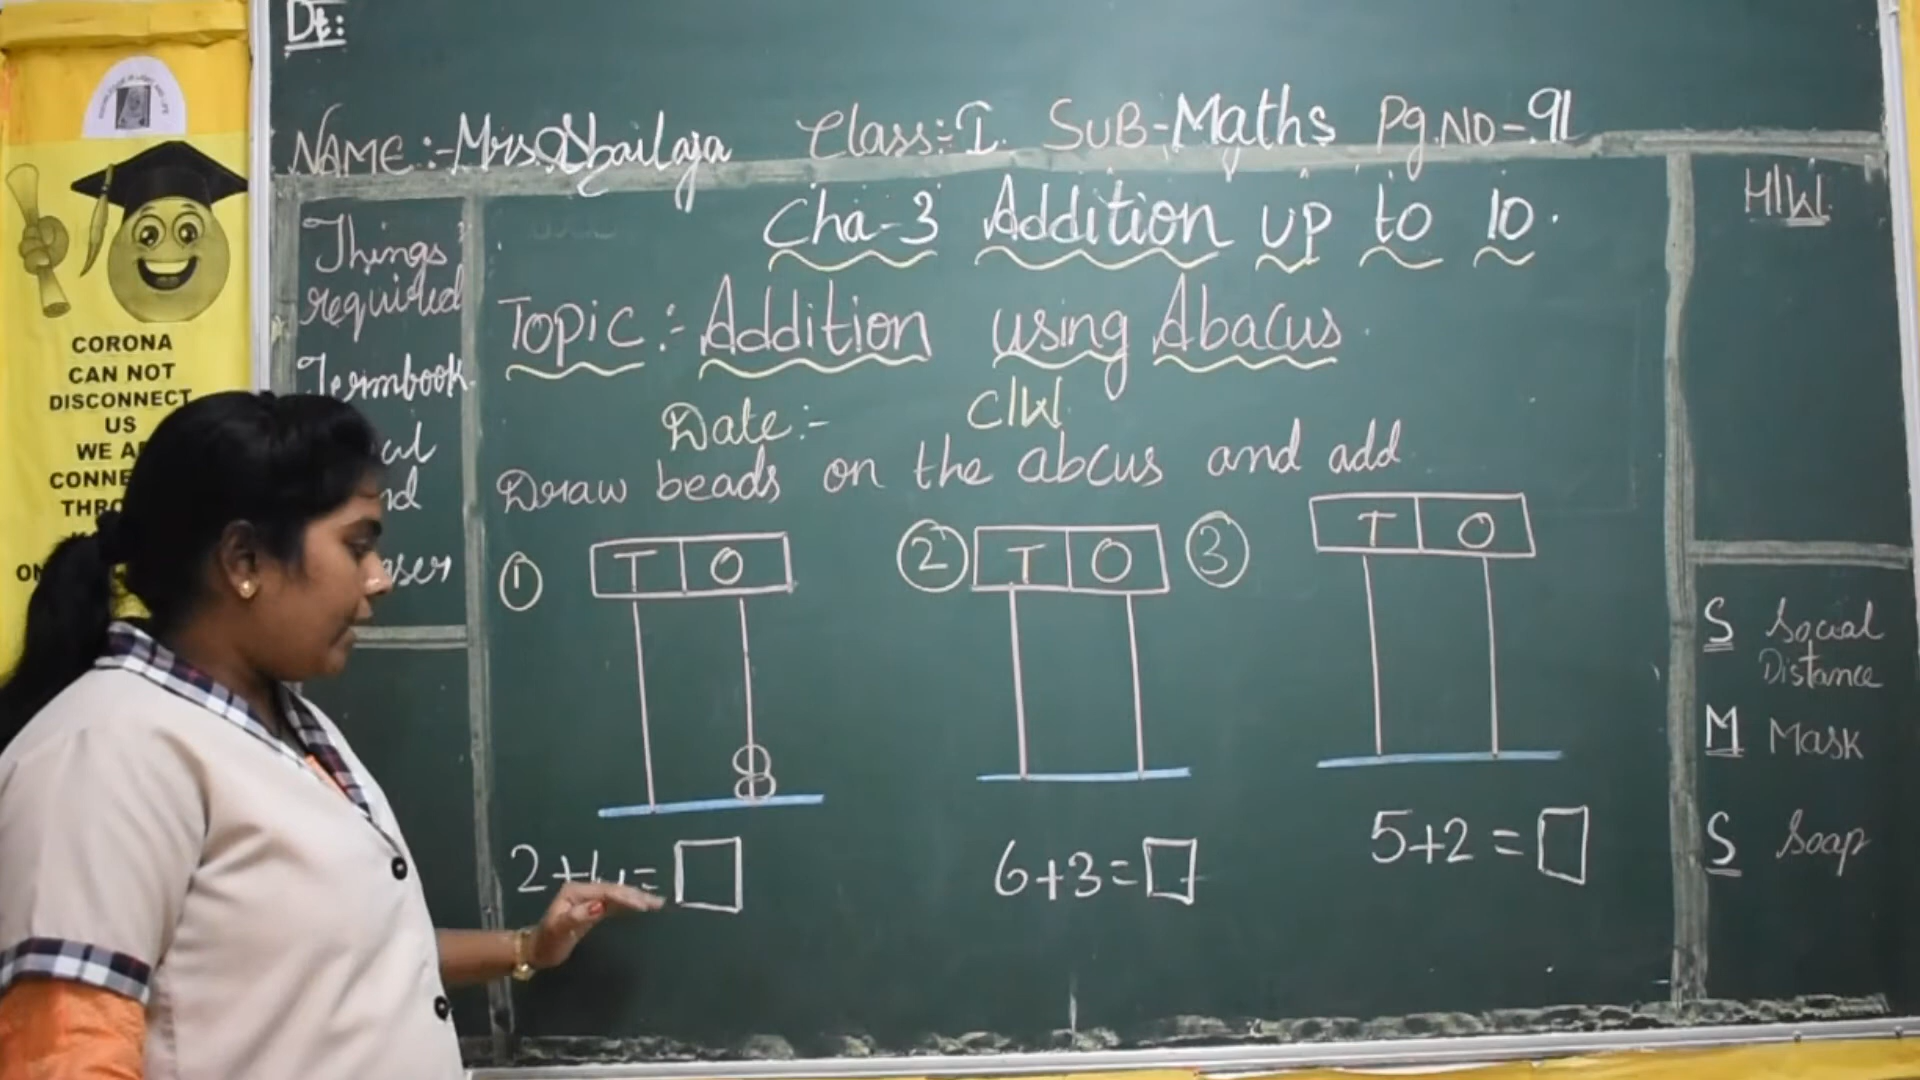 Dt:
NAME:-Mrs.Shailaja Class:-I. SUB-Maths Pg.NO-91
Cha-3 Addition up to 10.
Topic:- Addition using Abacus.
Date:- C/W
Draw beads on the abcus and add
1 T O
2 T O
3 T O
2+4=
6+3=
5+2=
Things
required
Termbook
H/W
S Social
Distance
M Mask
S Soap
CORONA
CAN NOT
DISCONNECT
US
WE